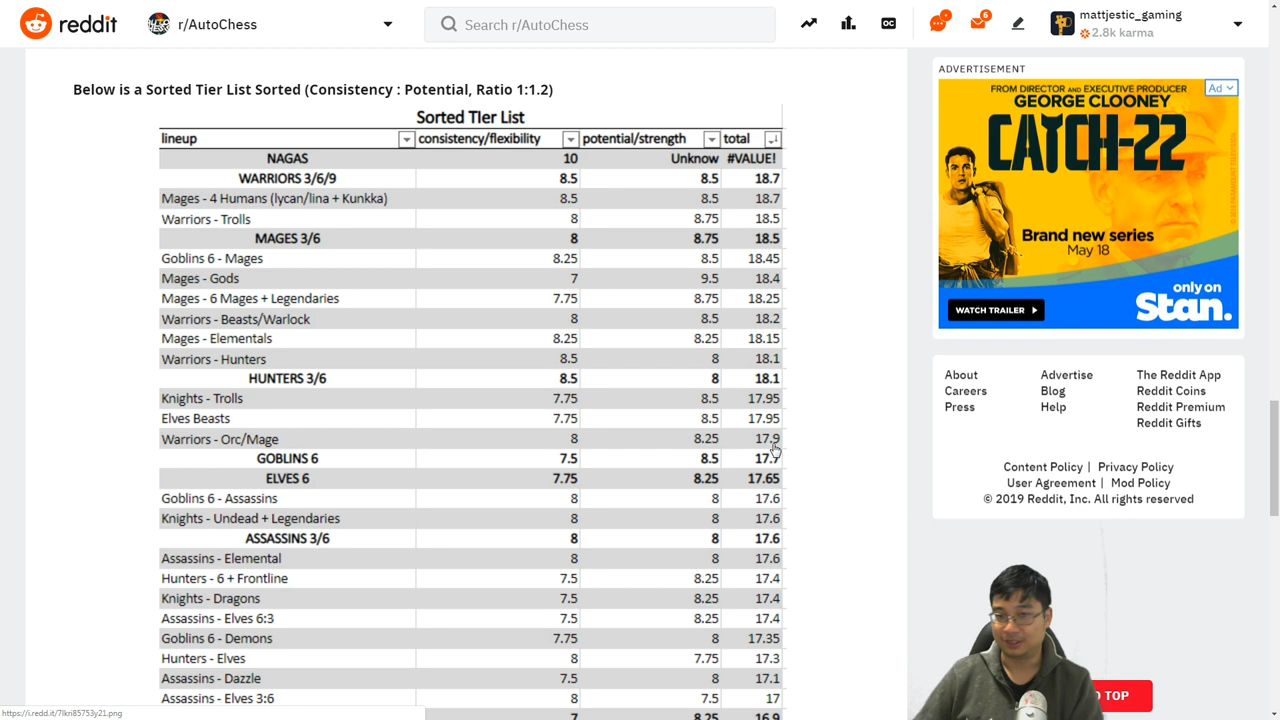 reddit r/AutoChess Search r/AutoChess 6 mattjestic_gaming
2.8k karma
Below is a Sorted Tier List Sorted (Consistency : Potential, Ratio 1:1.2)
Sorted TIer List
lineup consistency/flexibility potential/strength total
NAGAS 10 Unknow #VALUE!
WARRIORS 3/6/9 8.5 8.5 18.7
Mages - 4 Humans (lycan/lina + Kunkka) 8.5 8.5 18.7
Warriors - Trolls 8 8.75 18.5
MAGES 3/6 8 8.75 18.5
Goblins 6 - Mages 8.25 8.5 18.45
Mages - Gods 7 9.5 18.4
Mages - 6 Mages + Legendaries 7.75 8.75 18.25
Warriors - Beasts/Warlock 8 8.5 18.2
Mages - Elementals 8.25 8.25 18.15
Warriors - Hunters 8.5 8 18.1
HUNTERS 3/6 8.5 8 18.1
Knights - Trolls 7.75 8.5 17.95
Elves Beasts 7.75 8.5 17.95
Warriors - Orc/Mage 8 8.25 17.9
GOBLINS 6 7.5 8.5 17.7
ELVES 6 7.75 8.25 17.65
Goblins 6 - Assassins 8 8 17.6
Knights - Undead + Legendaries 8 8 17.6
ASSASSINS 3/6 8 8 17.6
Assassins - Elemental 8 8 17.6
Hunters - 6 + Frontline 7.5 8.25 17.4
Knights - Dragons 7.5 8.25 17.4
Assassins - Elves 6:3 7.5 8.25 17.4
Goblins 6 - Demons 7.75 8 17.35
Hunters - Elves 8 7.75 17.3
Assassins - Dazzle 7.5 8 17.1
Assassins - Elves 3:6 8 7.5 17
7 8.25 16.9
https://i.redd.it/7lkri85753y21.png
ADVERTISEMENT
Ad
FROM DIRECTOR AND EXECUTIVE PRODUCER
GEORGE CLOONEY
CATCH-22
Brand new series
May 18
WATCH TRAILER
only on
Stan.
About Advertise The Reddit App
Careers Blog Reddit Coins
Press Help Reddit Premium
Reddit Gifts
Content Policy | Privacy Policy
User Agreement | Mod Policy
© 2019 Reddit, Inc. All rights reserved
TOP